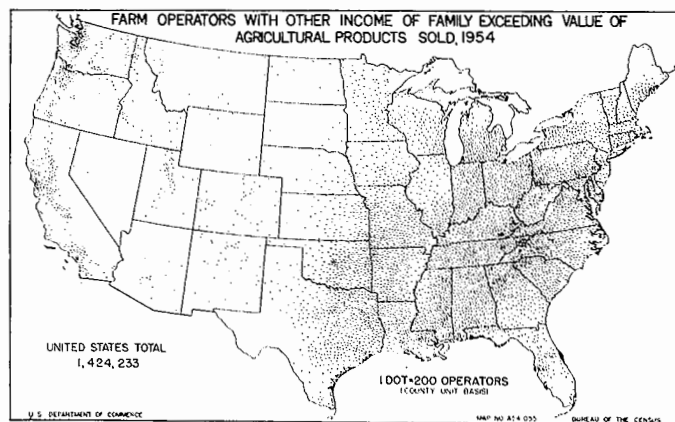 FARM OPERATORS WITH OTHER INCOME OF FAMILY EXCEEDING VALUE OF
AGRICULTURAL PRODUCTS SOLD, 1954
UNITED STATES TOTAL
1,424,233
1 DOT=200 OPERATORS
(COUNTY UNIT BASIS)
U.S. DEPARTMENT OF COMMERCE
MAP NO. A54-055
BUREAU OF THE CENSUS